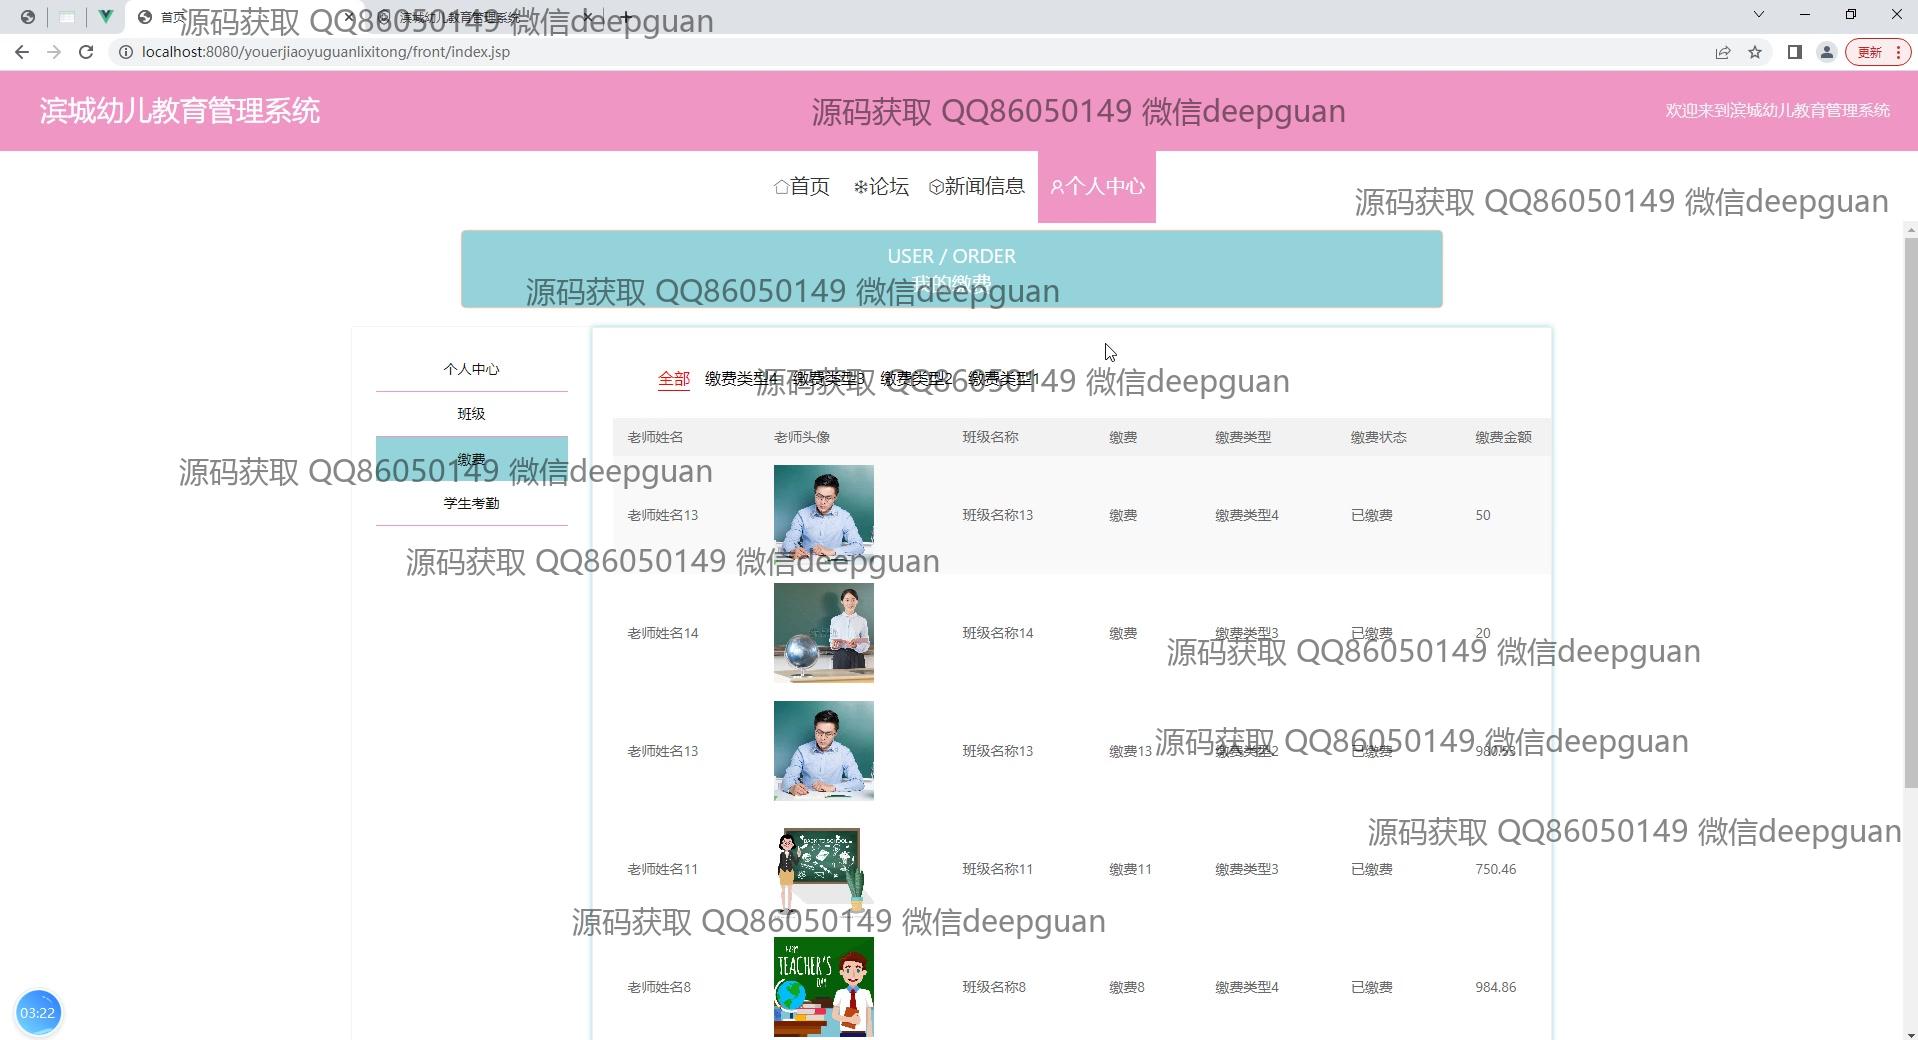 首页
滨城幼儿教育管理系统
源码获取 QQ86050149 微信deepguan
localhost:8080/youerjiaoyuguanlixitong/front/index.jsp
更新
滨城幼儿教育管理系统
源码获取 QQ86050149 微信deepguan
欢迎来到滨城幼儿教育管理系统
首页 论坛 新闻信息 个人中心
源码获取 QQ86050149 微信deepguan
USER / ORDER
我的缴费
源码获取 QQ86050149 微信deepguan
个人中心
班级
缴费
学生考勤
全部 缴费类型4 缴费类型3 缴费类型2 缴费类型1
源码获取 QQ86050149 微信deepguan
老师姓名 老师头像 班级名称 缴费 缴费类型 缴费状态 缴费金额
源码获取 QQ86050149 微信deepguan
老师姓名13 班级名称13 缴费 缴费类型4 已缴费 50
源码获取 QQ86050149 微信deepguan
老师姓名14 班级名称14 缴费 缴费类型3 已缴费 20
源码获取 QQ86050149 微信deepguan
老师姓名13 班级名称13 缴费13 缴费类型2 已缴费 980.53
源码获取 QQ86050149 微信deepguan
源码获取 QQ86050149 微信deepguan
BACK TO SCHOOL
老师姓名11 班级名称11 缴费11 缴费类型3 已缴费 750.46
源码获取 QQ86050149 微信deepguan
TEACHER'S
DAY
老师姓名8 班级名称8 缴费8 缴费类型4 已缴费 984.86
03:22